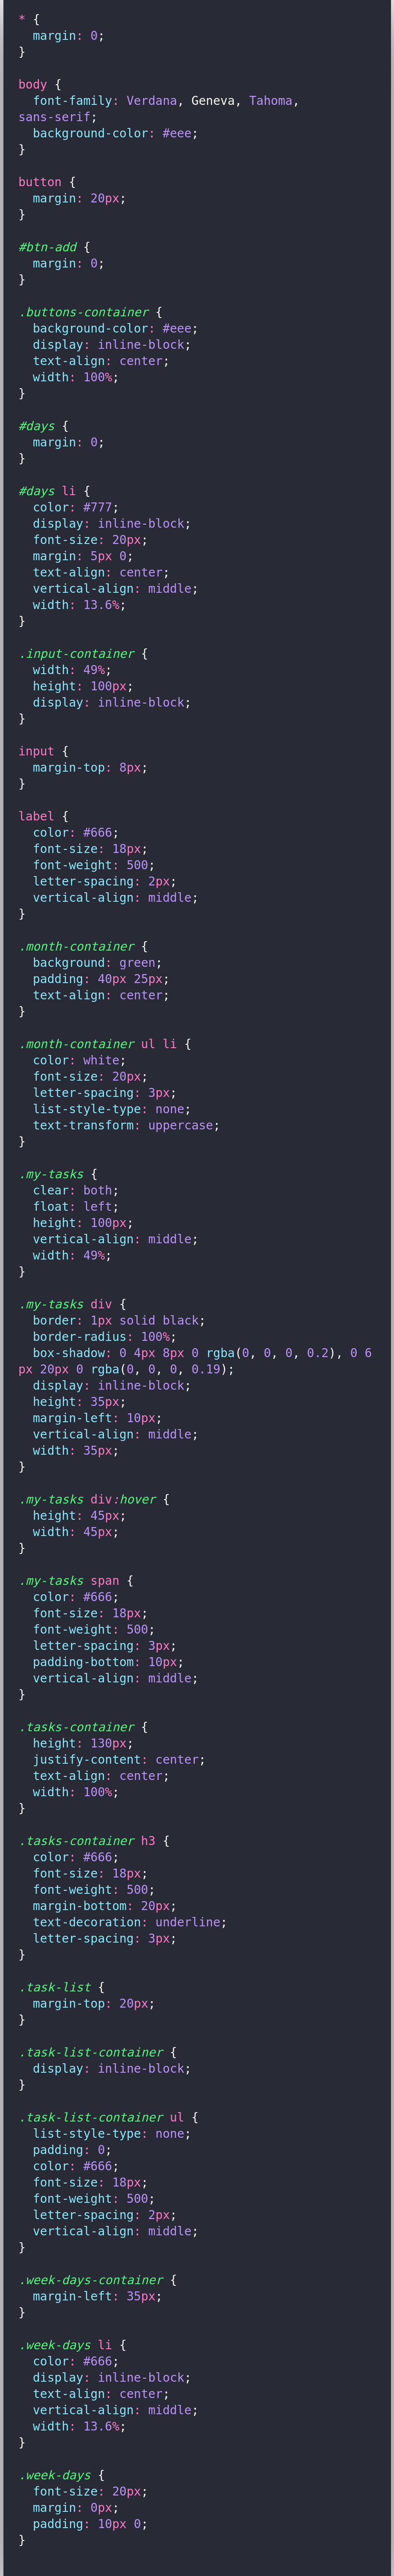 * {
  margin: 0;
}

body {
  font-family: Verdana, Geneva, Tahoma,
sans-serif;
  background-color: #eee;
}

button {
  margin: 20px;
}

#btn-add {
  margin: 0;
}

.buttons-container {
  background-color: #eee;
  display: inline-block;
  text-align: center;
  width: 100%;
}

#days {
  margin: 0;
}

#days li {
  color: #777;
  display: inline-block;
  font-size: 20px;
  margin: 5px 0;
  text-align: center;
  vertical-align: middle;
  width: 13.6%;
}

.input-container {
  width: 49%;
  height: 100px;
  display: inline-block;
}

input {
  margin-top: 8px;
}

label {
  color: #666;
  font-size: 18px;
  font-weight: 500;
  letter-spacing: 2px;
  vertical-align: middle;
}

.month-container {
  background: green;
  padding: 40px 25px;
  text-align: center;
}

.month-container ul li {
  color: white;
  font-size: 20px;
  letter-spacing: 3px;
  list-style-type: none;
  text-transform: uppercase;
}

.my-tasks {
  clear: both;
  float: left;
  height: 100px;
  vertical-align: middle;
  width: 49%;
}

.my-tasks div {
  border: 1px solid black;
  border-radius: 100%;
  box-shadow: 0 4px 8px 0 rgba(0, 0, 0, 0.2), 0 6
px 20px 0 rgba(0, 0, 0, 0.19);
  display: inline-block;
  height: 35px;
  margin-left: 10px;
  vertical-align: middle;
  width: 35px;
}

.my-tasks div:hover {
  height: 45px;
  width: 45px;
}

.my-tasks span {
  color: #666;
  font-size: 18px;
  font-weight: 500;
  letter-spacing: 3px;
  padding-bottom: 10px;
  vertical-align: middle;
}

.tasks-container {
  height: 130px;
  justify-content: center;
  text-align: center;
  width: 100%;
}

.tasks-container h3 {
  color: #666;
  font-size: 18px;
  font-weight: 500;
  margin-bottom: 20px;
  text-decoration: underline;
  letter-spacing: 3px;
}

.task-list {
  margin-top: 20px;
}

.task-list-container {
  display: inline-block;
}

.task-list-container ul {
  list-style-type: none;
  padding: 0;
  color: #666;
  font-size: 18px;
  font-weight: 500;
  letter-spacing: 2px;
  vertical-align: middle;
}

.week-days-container {
  margin-left: 35px;
}

.week-days li {
  color: #666;
  display: inline-block;
  text-align: center;
  vertical-align: middle;
  width: 13.6%;
}

.week-days {
  font-size: 20px;
  margin: 0px;
  padding: 10px 0;
}